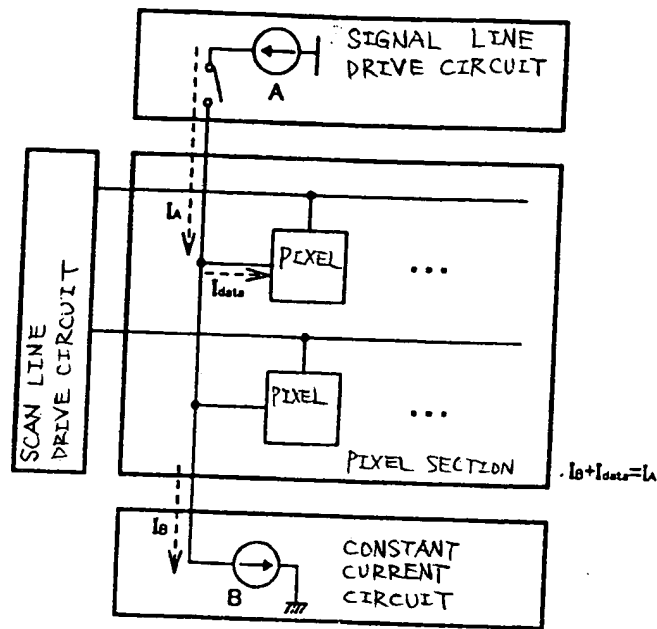 SIGNAL LINE
DRIVE CIRCUIT
A
SCAN LINE
DRIVE CIRCUIT
IA
PIXEL
...
Idata
PIXEL
...
PIXEL SECTION
IB+Idata=IA
IB
B
CONSTANT
CURRENT
CIRCUIT